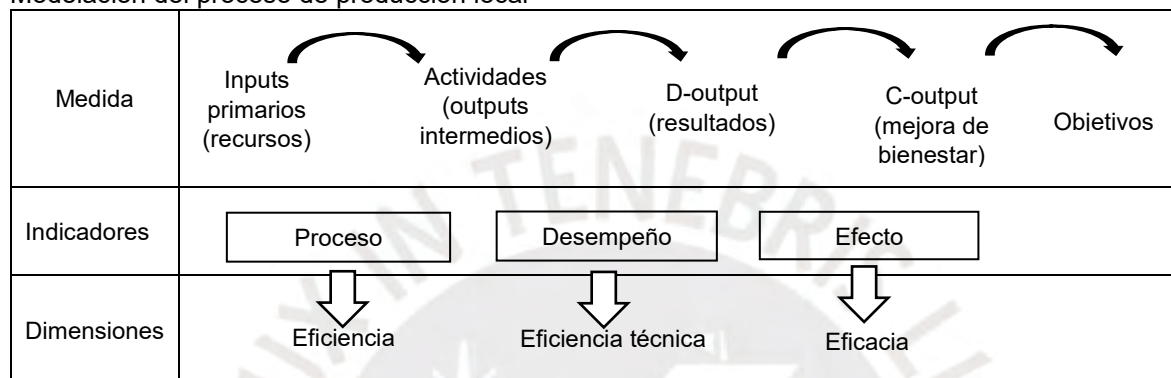 Modelación del proceso de producción local
Medida
Inputs
primarios
(recursos)
Actividades
(outputs
intermedios)
D-output
(resultados)
C-output
(mejora de
bienestar)
Objetivos
Indicadores
Proceso
Desempeño
Efecto
Dimensiones
Eficiencia
Eficiencia técnica
Eficacia
TENEBRIS